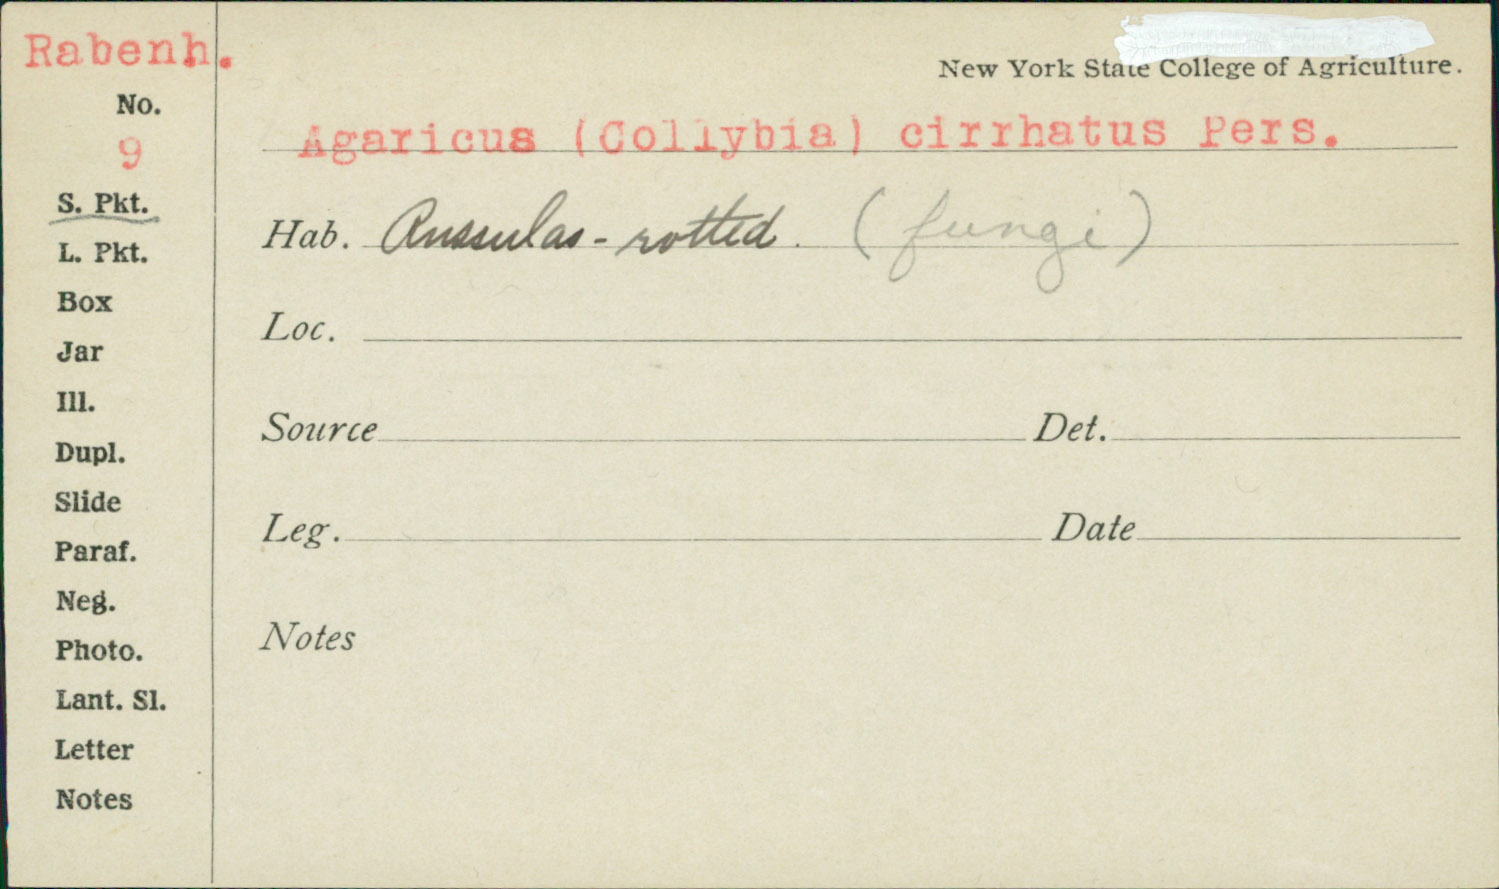 Rabenh.
No.
9
S. Pkt.
L. Pkt.
Box
Jar
Ill.
Dupl.
Slide
Paraf.
Neg.
Photo.
Lant. Sl.
Letter
Notes
New York State College of Agriculture.
Agaricus (Collybia) cirrhatus Pers.
Hab. Russulas - rotted. (fungi)
Loc.
Source Det.
Leg. Date
Notes